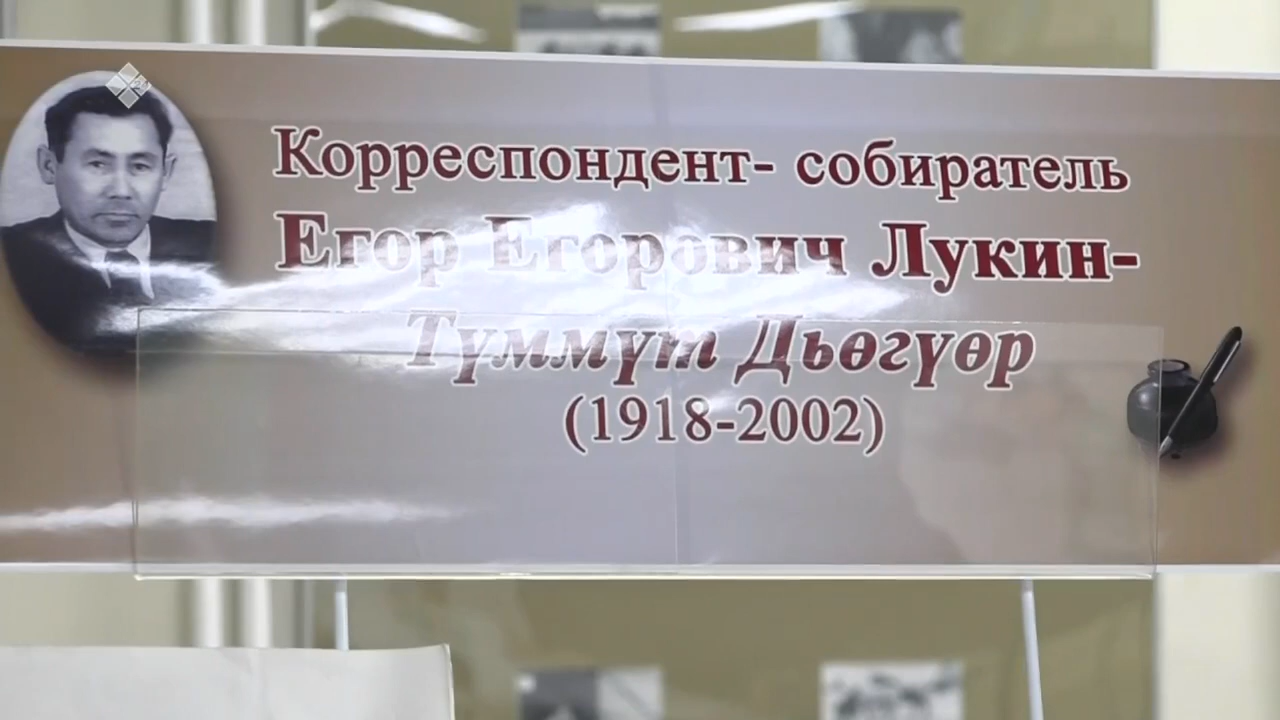 Корреспондент- собиратель
Егор Егорович Лукин-
Түммүт Дьөгүөр
(1918-2002)